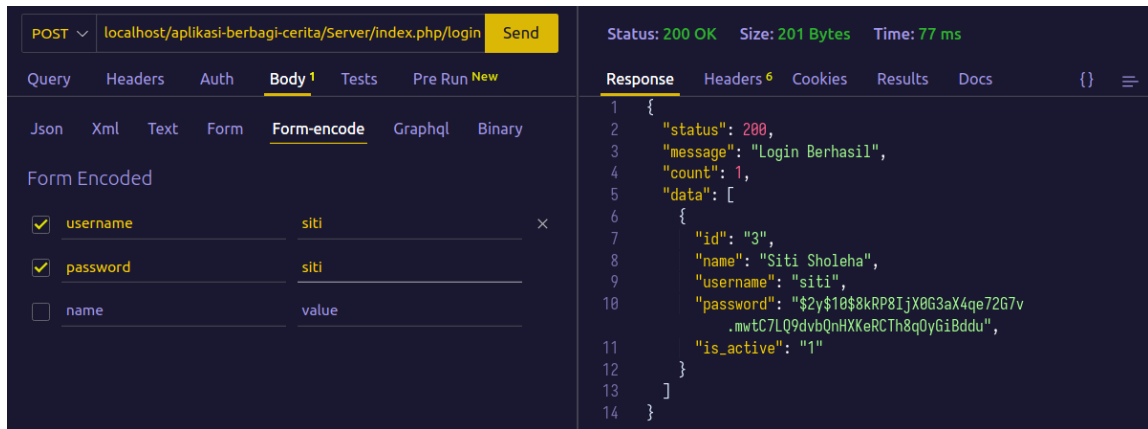 POST localhost/aplikasi-berbagi-cerita/Server/index.php/login Send
Query Headers Auth Body 1 Tests Pre Run New
Json Xml Text Form Form-encode Graphql Binary
Form Encoded
username siti
password siti
name value
Status: 200 OK Size: 201 Bytes Time: 77 ms
Response Headers 6 Cookies Results Docs {}
1 {
2 "status": 200,
3 "message": "Login Berhasil",
4 "count": 1,
5 "data": [
6 {
7 "id": "3",
8 "name": "Siti Sholeha",
9 "username": "siti",
10 "password": "$2y$10$8kRP8IjX0G3aX4qe72G7v
.mwtC7LQ9dvbQnHXKeRCTh8qOyGiBddu",
11 "is_active": "1"
12 }
13 ]
14 }